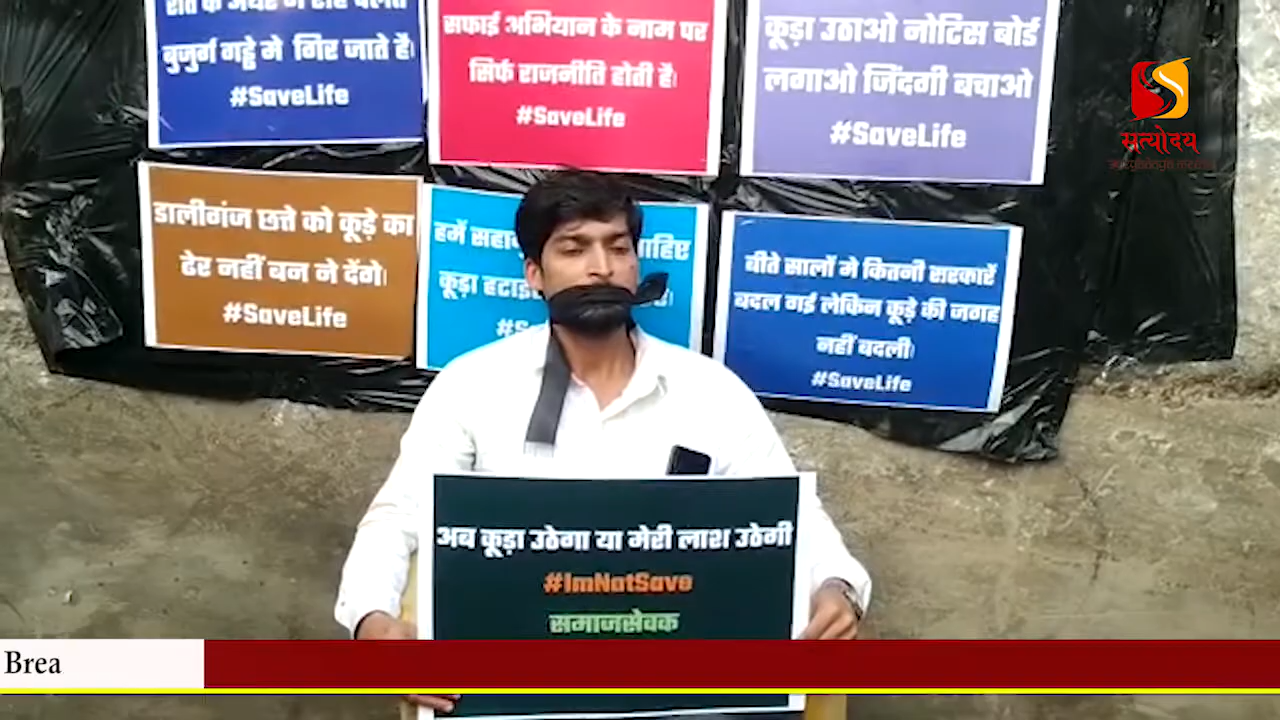 बुजुर्ग गड्ढे मे गिर जाते है।
#SaveLife
सफाई अभियान के नाम पर
सिर्फ राजनीति होती है।
#SaveLife
कूड़ा उठाओ नोटिस बोर्ड
लगाओ जिंदगी बचाओ
#SaveLife
सत्योदय
डालीगंज छत्ते को कूड़े का
ढेर नहीं बन ने देंगे।
#SaveLife
हमें
कूड़ा
बीते सालों मे कितनी सरकारें
बदल गईं लेकिन कूड़े की जगह
नहीं बदली।
#SaveLife
अब कूड़ा उठेगा या मेरी लाश उठेगी
#ImNotSave
समाजसेवक
Brea